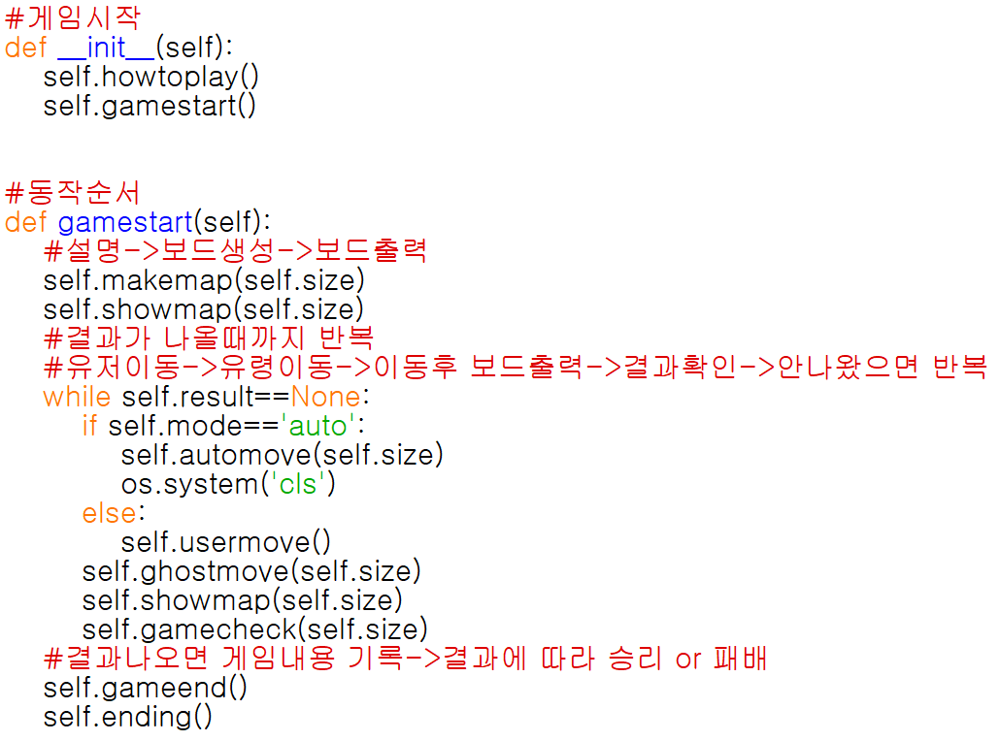 #게임시작
def __init__(self):
    self.howtoplay()
    self.gamestart()
#동작순서
def gamestart(self):
    #설명->보드생성->보드출력
    self.makemap(self.size)
    self.showmap(self.size)
    #결과가 나올때까지 반복
    #유저이동->유령이동->이동후 보드출력->결과확인->안나왔으면 반복
    while self.result==None:
        if self.mode=='auto':
            self.automove(self.size)
            os.system('cls')
        else:
            self.usermove()
        self.ghostmove(self.size)
        self.showmap(self.size)
        self.gamecheck(self.size)
    #결과나오면 게임내용 기록->결과에 따라 승리 or 패배
    self.gameend()
    self.ending()